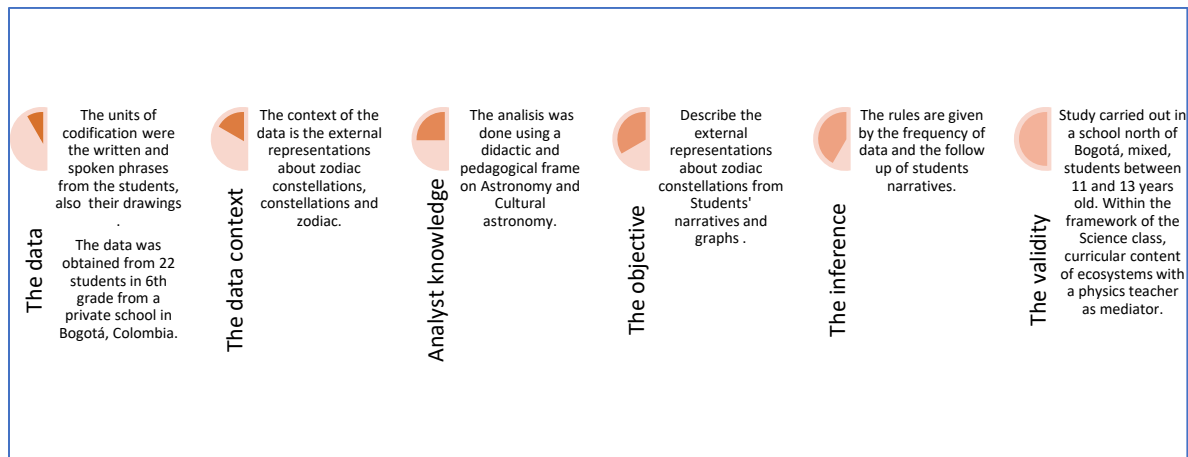 The data
The units of
codification were
the written and
spoken phrases
from the students,
also their drawings
.
The data was
obtained from 22
students in 6th
grade from a
private school in
Bogotá, Colombia.
The data context
The context of the
data is the external
representations
about zodiac
constellations,
constellations and
zodiac.
Analyst knowledge
The analisis was
done using a
didactic and
pedagogical frame
on Astronomy and
Cultural
astronomy.
The objective
Describe the
external
representations
about zodiac
constellations from
Students'
narratives and
graphs .
The inference
The rules are given
by the frequency of
data and the follow
up of students
narratives.
The validity
Study carried out in
a school north of
Bogotá, mixed,
students between
11 and 13 years
old. Within the
framework of the
Science class,
curricular content
of ecosystems with
a physics teacher
as mediator.